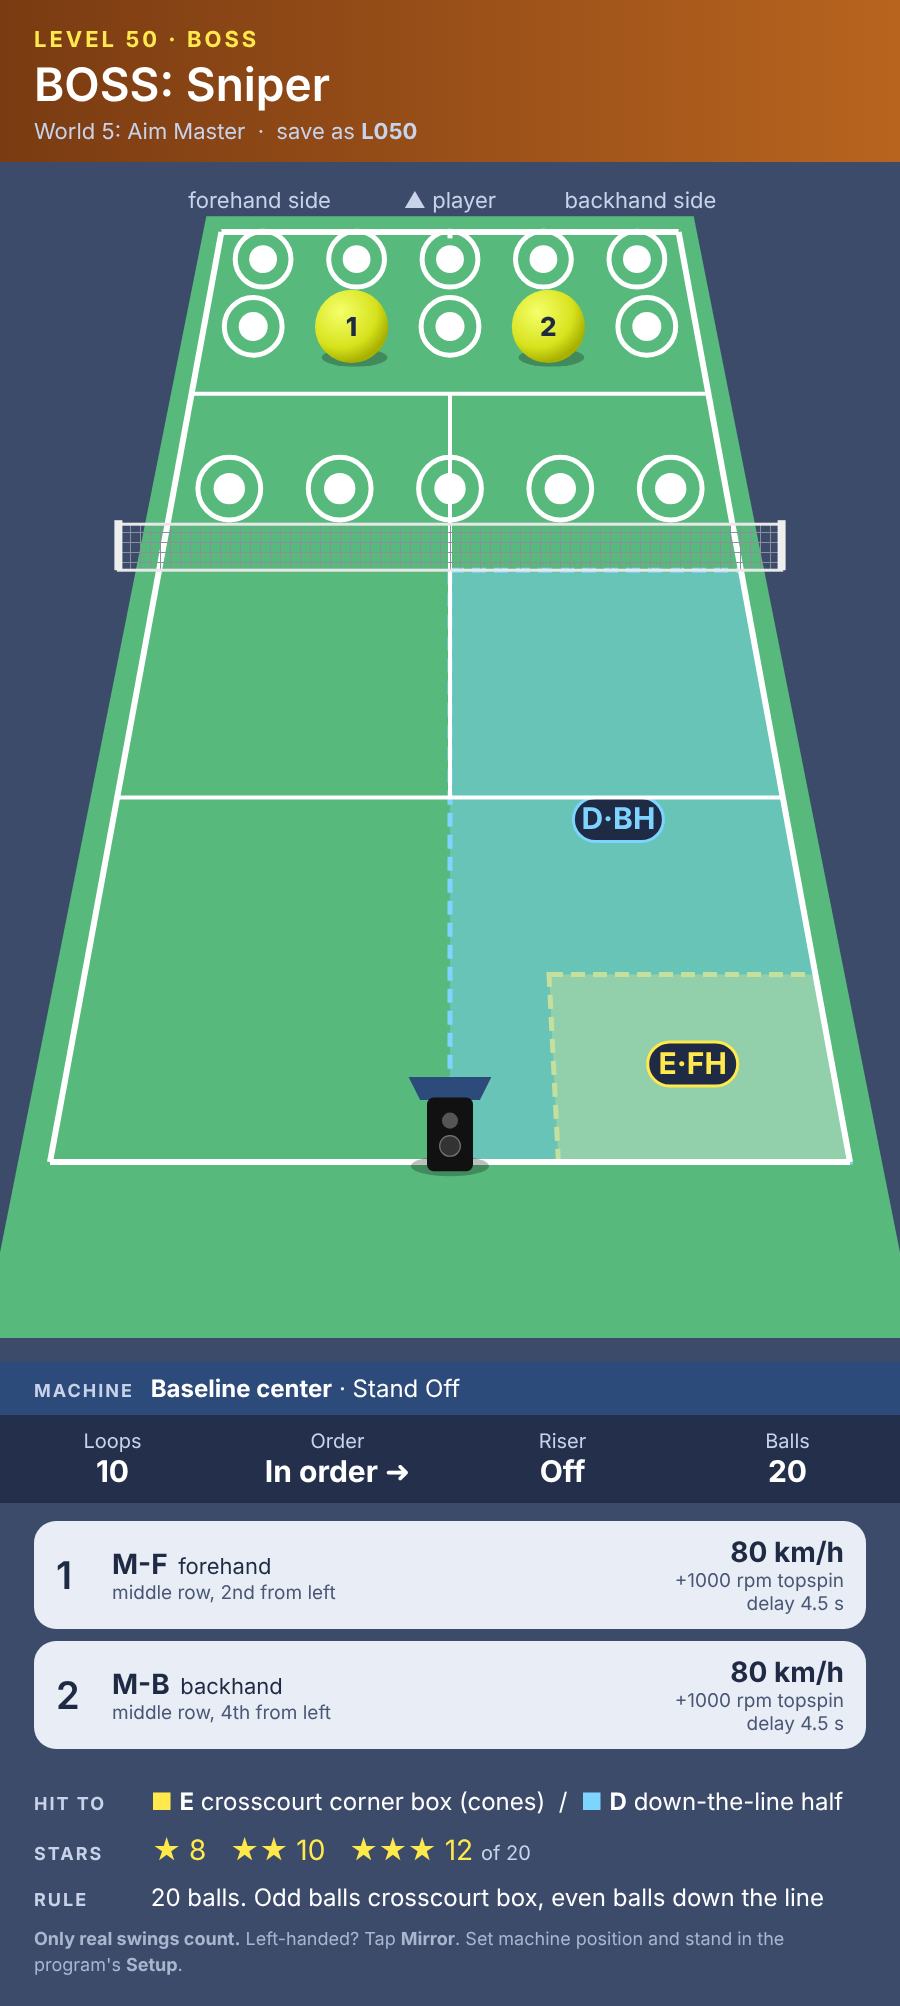 LEVEL 50 · BOSS
BOSS: Sniper
World 5: Aim Master · save as L050
forehand side ▲ player backhand side
1 2
D·BH
E·FH
MACHINE Baseline center · Stand Off
Loops Order Riser Balls
10 In order → Off 20
1 M-F forehand 80 km/h
middle row, 2nd from left +1000 rpm topspin
delay 4.5 s
2 M-B backhand 80 km/h
middle row, 4th from left +1000 rpm topspin
delay 4.5 s
HIT TO E crosscourt corner box (cones) / D down-the-line half
STARS ★ 8 ★★ 10 ★★★ 12 of 20
RULE 20 balls. Odd balls crosscourt box, even balls down the line
Only real swings count. Left-handed? Tap Mirror. Set machine position and stand in the
program's Setup.